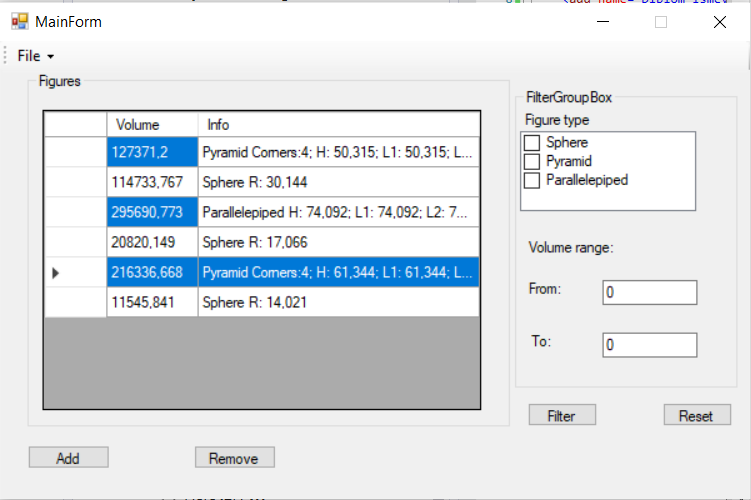 MainForm
File
Figures
Volume Info
127371,2 Pyramid Corners:4; H: 50,315; L1: 50,315; L...
114733,767 Sphere R: 30,144
295690,773 Parallelepiped H: 74,092; L1: 74,092; L2: 7...
20820,149 Sphere R: 17,066
216336,668 Pyramid Corners:4; H: 61,344; L1: 61,344; L...
11545,841 Sphere R: 14,021
FilterGroupBox
Figure type
Sphere
Pyramid
Parallelepiped
Volume range:
From: 0
To: 0
Filter Reset
Add Remove